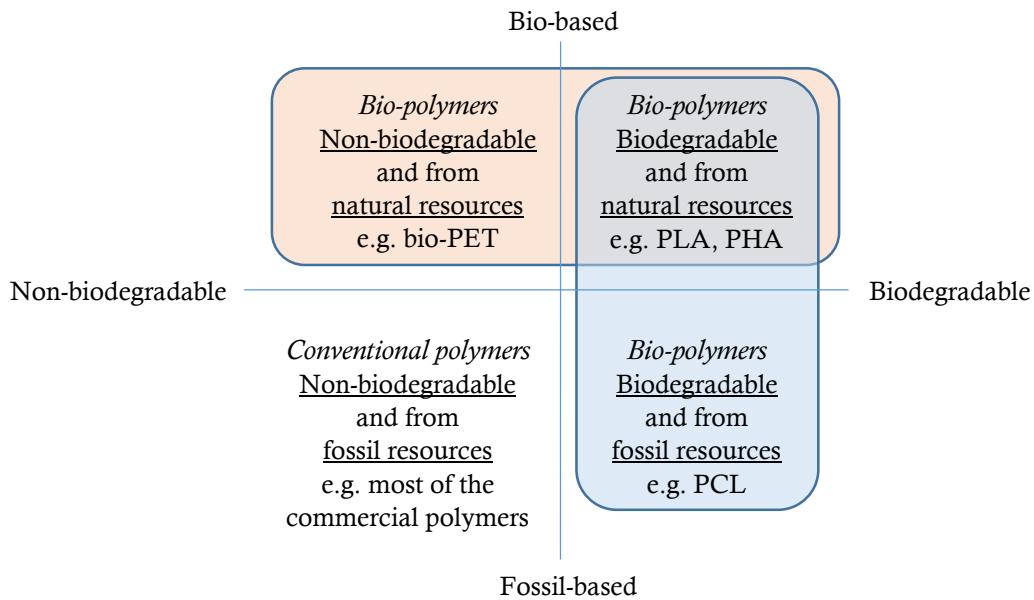 Bio-based
Bio-polymers
Non-biodegradable
and from
natural resources
e.g. bio-PET
Bio-polymers
Biodegradable
and from
natural resources
e.g. PLA, PHA
Non-biodegradable
Biodegradable
Conventional polymers
Non-biodegradable
and from
fossil resources
e.g. most of the
commercial polymers
Bio-polymers
Biodegradable
and from
fossil resources
e.g. PCL
Fossil-based